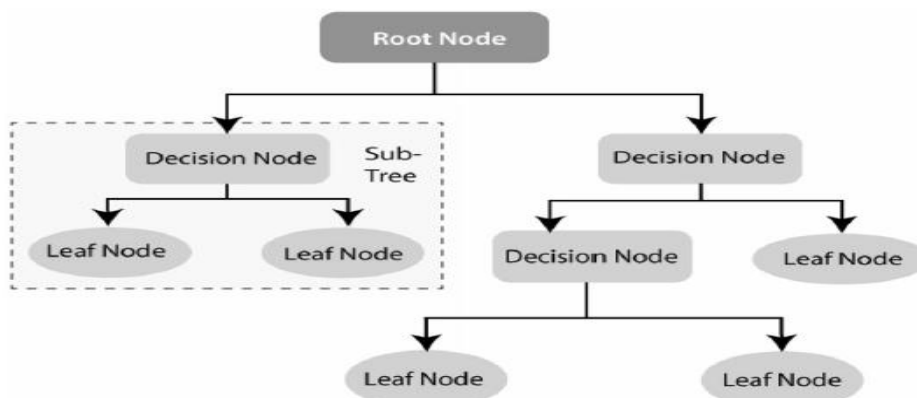 Root Node
Decision Node
Sub-
Tree
Decision Node
Leaf Node
Leaf Node
Decision Node
Leaf Node
Leaf Node
Leaf Node